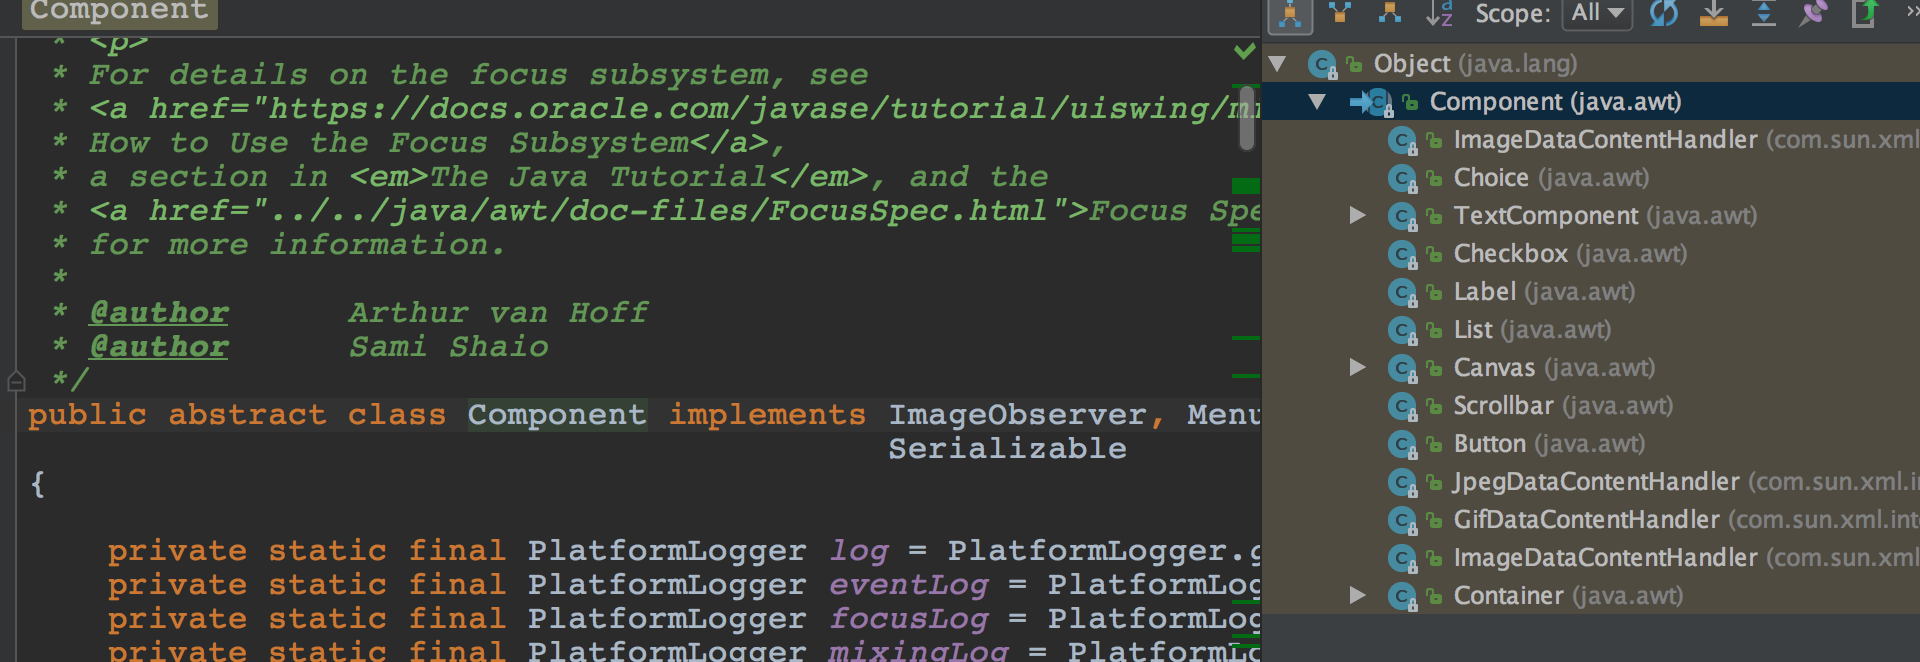 Component
* <p>
* For details on the focus subsystem, see
* <a href="https://docs.oracle.com/javase/tutorial/uiswing/mi
* How to Use the Focus Subsystem</a>,
* a section in <em>The Java Tutorial</em>, and the
* <a href="../../java/awt/doc-files/FocusSpec.html">Focus Spe
* for more information.
*
* @author Arthur van Hoff
* @author Sami Shaio
*/
public abstract class Component implements ImageObserver, Menu
Serializable
{
private static final PlatformLogger log = PlatformLogger.g
private static final PlatformLogger eventLog = PlatformLog
private static final PlatformLogger focusLog = PlatformLog
private static final PlatformLogger mixingLog = PlatformLo
Scope: All
Object (java.lang)
Component (java.awt)
ImageDataContentHandler (com.sun.xml
Choice (java.awt)
TextComponent (java.awt)
Checkbox (java.awt)
Label (java.awt)
List (java.awt)
Canvas (java.awt)
Scrollbar (java.awt)
Button (java.awt)
JpegDataContentHandler (com.sun.xml.i
GifDataContentHandler (com.sun.xml.int
ImageDataContentHandler (com.sun.xml
Container (java.awt)